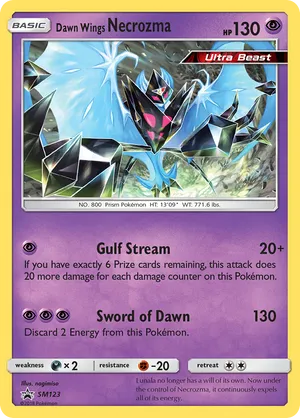 BASIC
Dawn Wings Necrozma HP 130
Ultra Beast
NO. 800 Prism Pokémon HT: 13'09" WT: 771.6 lbs.
Gulf Stream 20+
If you have exactly 6 Prize cards remaining, this attack does
20 more damage for each damage counter on this Pokémon.
Sword of Dawn 130
Discard 2 Energy from this Pokémon.
weakness × 2 resistance -20 retreat
Illus. nagimiso
SM123
©2018 Pokémon
Lunala no longer has a will of its own. Now under
the control of Necrozma, it continuously expels
all of its energy.